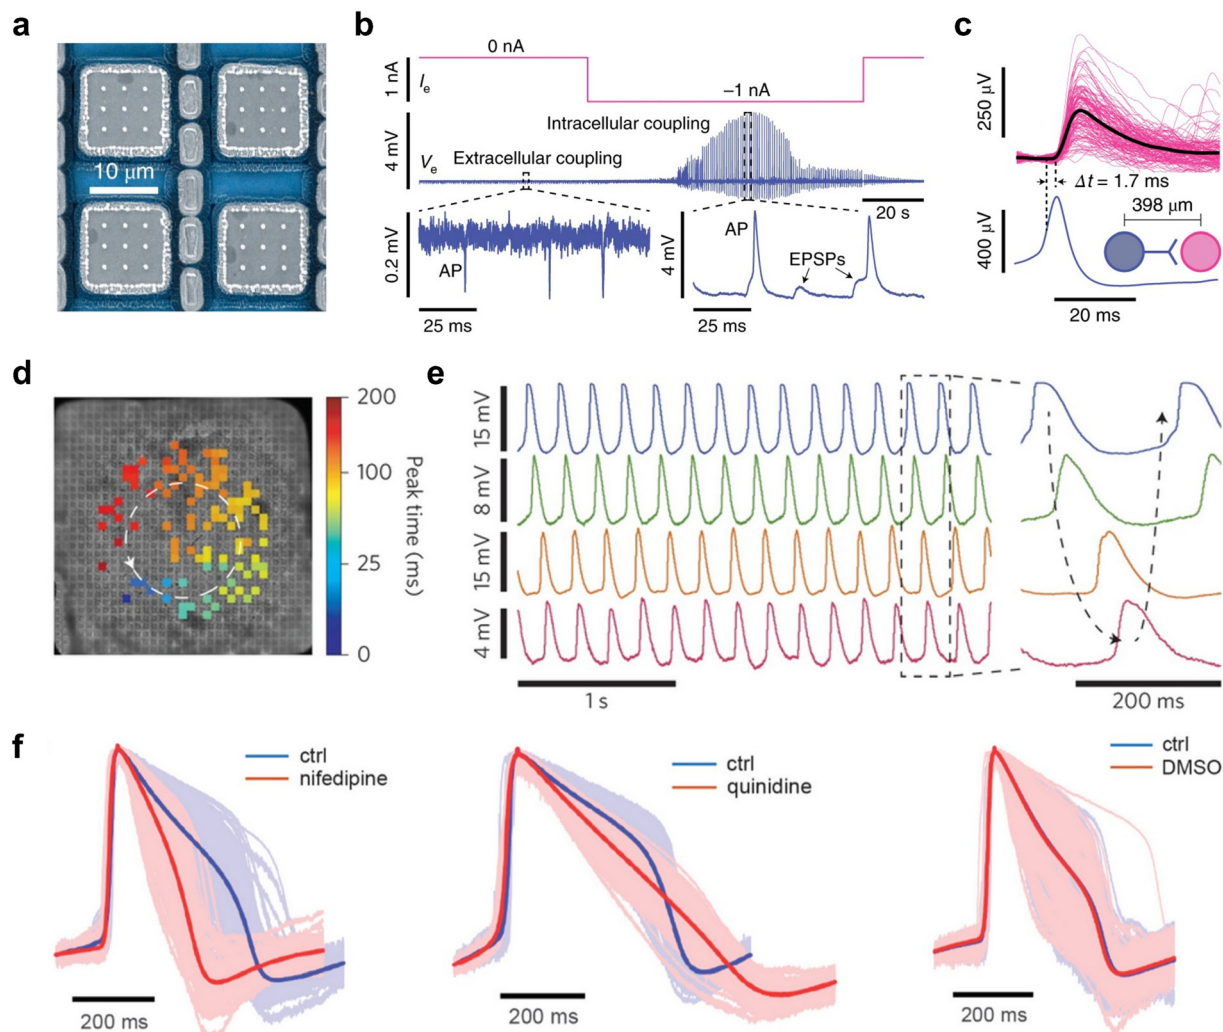 a
10 μm
b
0 nA
1 nA
Ie
−1 nA
4 mV
Intracellular coupling
Ve
Extracellular coupling
20 s
0.2 mV
AP
25 ms
4 mV
AP
EPSPs
25 ms
c
250 μV
Δt = 1.7 ms
400 μV
398 μm
20 ms
d
200
100
25
0
Peak time (ms)
e
15 mV
8 mV
15 mV
4 mV
1 s
200 ms
f
ctrl
nifedipine
200 ms
ctrl
quinidine
200 ms
ctrl
DMSO
200 ms